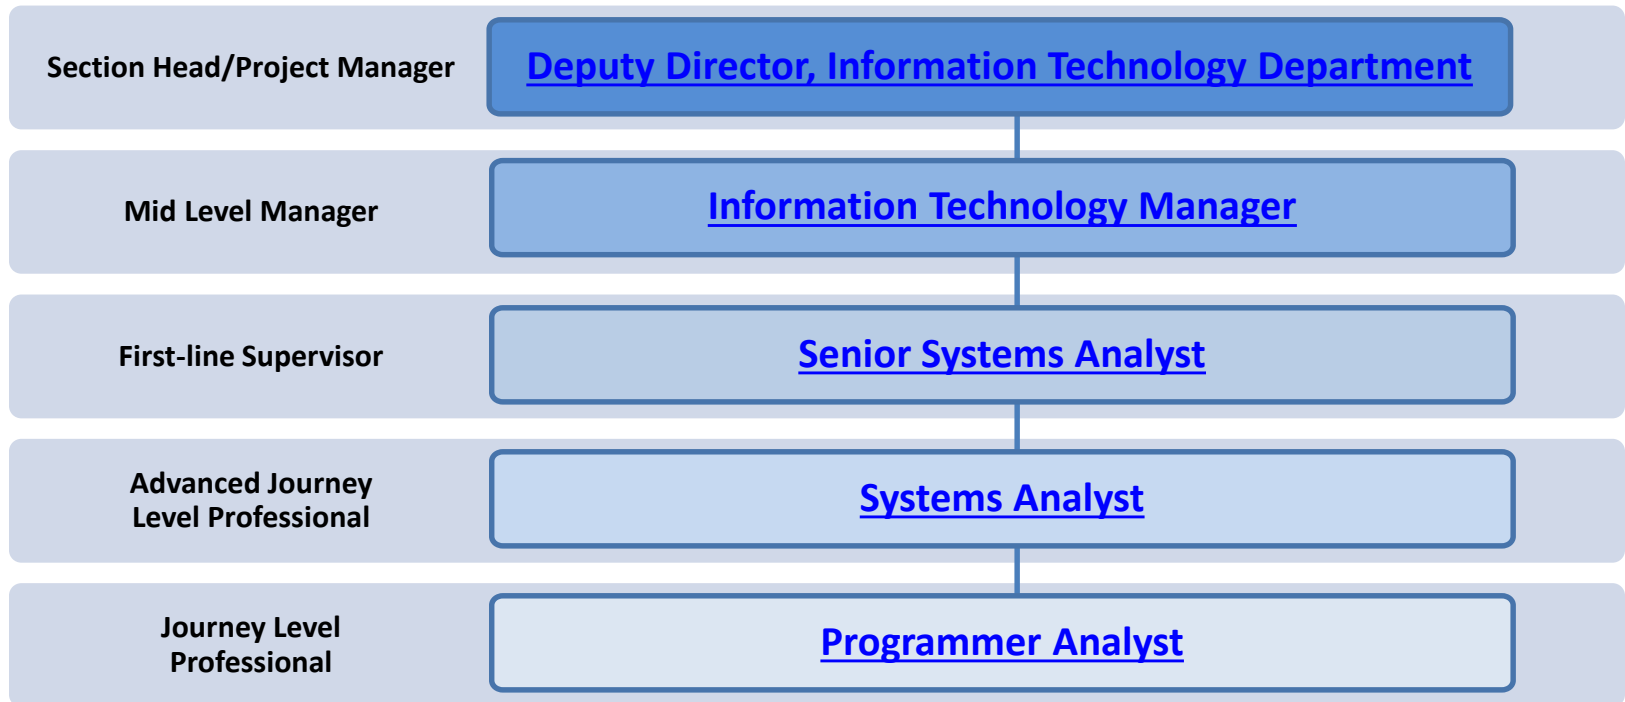 Section Head/Project Manager
Deputy Director, Information Technology Department
Mid Level Manager
Information Technology Manager
First-line Supervisor
Senior Systems Analyst
Advanced Journey
Level Professional
Systems Analyst
Journey Level
Professional
Programmer Analyst